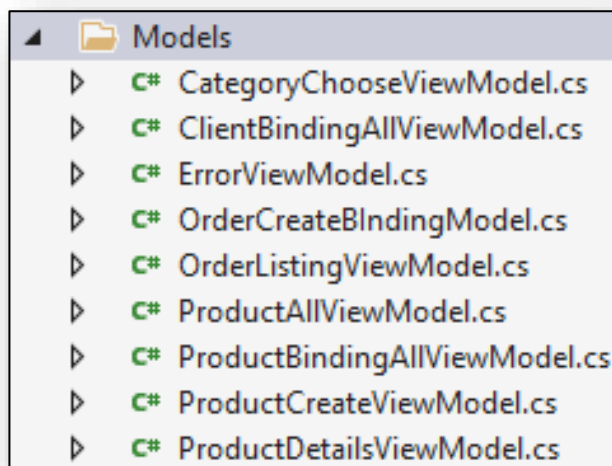 Models
C# CategoryChooseViewModel.cs
C# ClientBindingAllViewModel.cs
C# ErrorViewModel.cs
C# OrderCreateBIndingModel.cs
C# OrderListingViewModel.cs
C# ProductAllViewModel.cs
C# ProductBindingAllViewModel.cs
C# ProductCreateViewModel.cs
C# ProductDetailsViewModel.cs